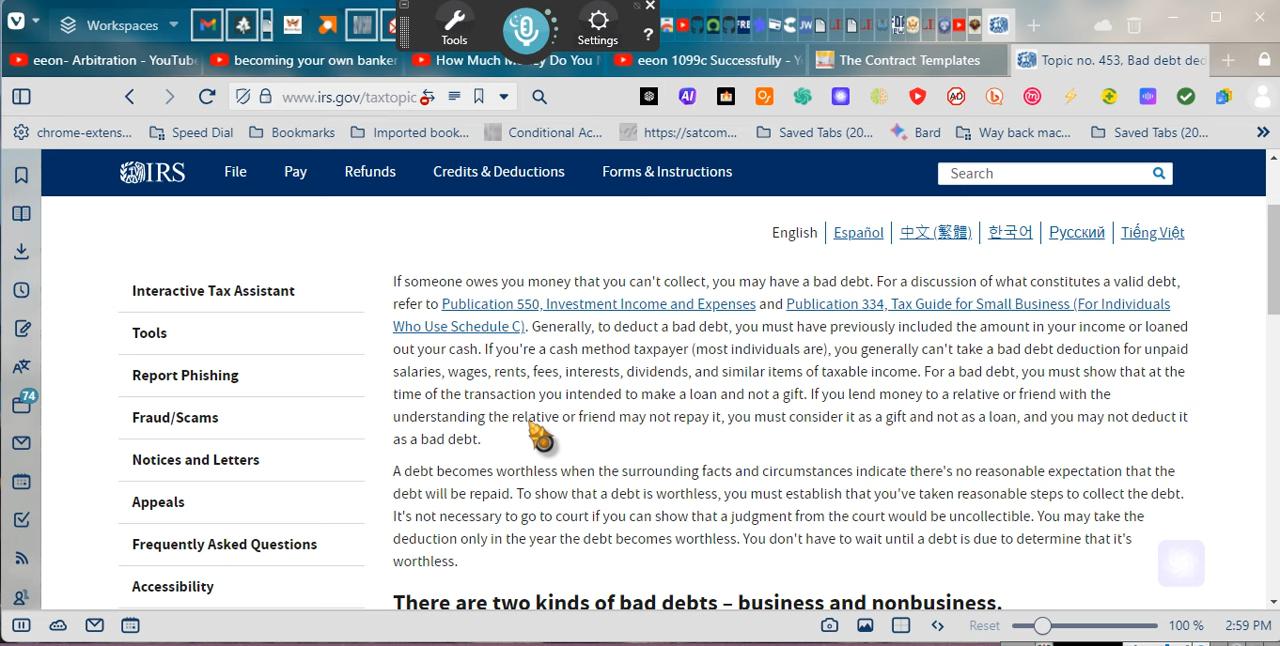 Workspaces
Tools
Settings
?
eeon- Arbitration - YouTub
becoming your own banker
How Much Money Do You
eeon 1099c Successfully - Y
The Contract Templates
Topic no. 453, Bad debt ded
www.irs.gov/taxtopic
chrome-exten...
Speed Dial
Bookmarks
Imported book...
Conditional Ac...
https://satcom...
Saved Tabs (20...
Bard
Way back mac...
Saved Tabs (20...
IRS
File
Pay
Refunds
Credits & Deductions
Forms & Instructions
Search
English
Español
中文 (繁體)
한국어
Русский
Tiếng Việt
Interactive Tax Assistant
Tools
Report Phishing
Fraud/Scams
Notices and Letters
Appeals
Frequently Asked Questions
Accessibility
If someone owes you money that you can't collect, you may have a bad debt. For a discussion of what constitutes a valid debt,
refer to Publication 550, Investment Income and Expenses and Publication 334, Tax Guide for Small Business (For Individuals
Who Use Schedule C). Generally, to deduct a bad debt, you must have previously included the amount in your income or loaned
out your cash. If you're a cash method taxpayer (most individuals are), you generally can't take a bad debt deduction for unpaid
salaries, wages, rents, fees, interests, dividends, and similar items of taxable income. For a bad debt, you must show that at the
time of the transaction you intended to make a loan and not a gift. If you lend money to a relative or friend with the
understanding the relative or friend may not repay it, you must consider it as a gift and not as a loan, and you may not deduct it
as a bad debt.
A debt becomes worthless when the surrounding facts and circumstances indicate there's no reasonable expectation that the
debt will be repaid. To show that a debt is worthless, you must establish that you've taken reasonable steps to collect the debt.
It's not necessary to go to court if you can show that a judgment from the court would be uncollectible. You may take the
deduction only in the year the debt becomes worthless. You don't have to wait until a debt is due to determine that it's
worthless.
There are two kinds of bad debts – business and nonbusiness.
74
Reset
100 %
2:59 PM